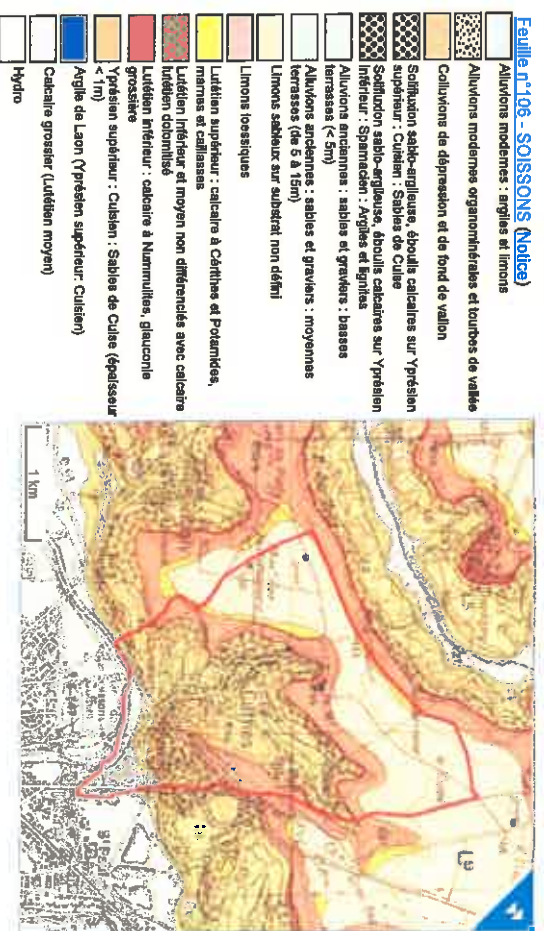 Feuille n°106 - SOISSONS (Notice)
Alluvions modernes : argiles et limons
Alluvions modernes organominérales et tourbes de vallée
Colluvions de dépression et de fond de vallon
Solifluxion sablo-argileuse, éboulis calcaires sur Yprésien
supérieur : Cuisien : Sables de Cuise
Solifluxion sablo-argileuse, éboulis calcaires sur Yprésien
inférieur : Sparnacien : Argiles et lignites
Alluvions anciennes : sables et graviers : basses
terrasses (< 5m)
Alluvions anciennes : sables et graviers : moyennes
terrasses (de 5 à 15m)
Limons sableux sur substrat non défini
Limons loessiques
Lutétien supérieur : calcaire à Cérithes et Potamides,
marnes et caillasses
Lutétien inférieur et moyen non différenciés avec calcaire
lutétien dolomitisé
Lutétien inférieur : calcaire à Nummulites, glauconie
grossière
Yprésien supérieur : Cuisien : Sables de Cuise (épaisseur
< 1m)
Argile de Laon (Yprésien supérieur: Cuisien)
Calcaire grossier (Lutétien moyen)
Hydro
1 km